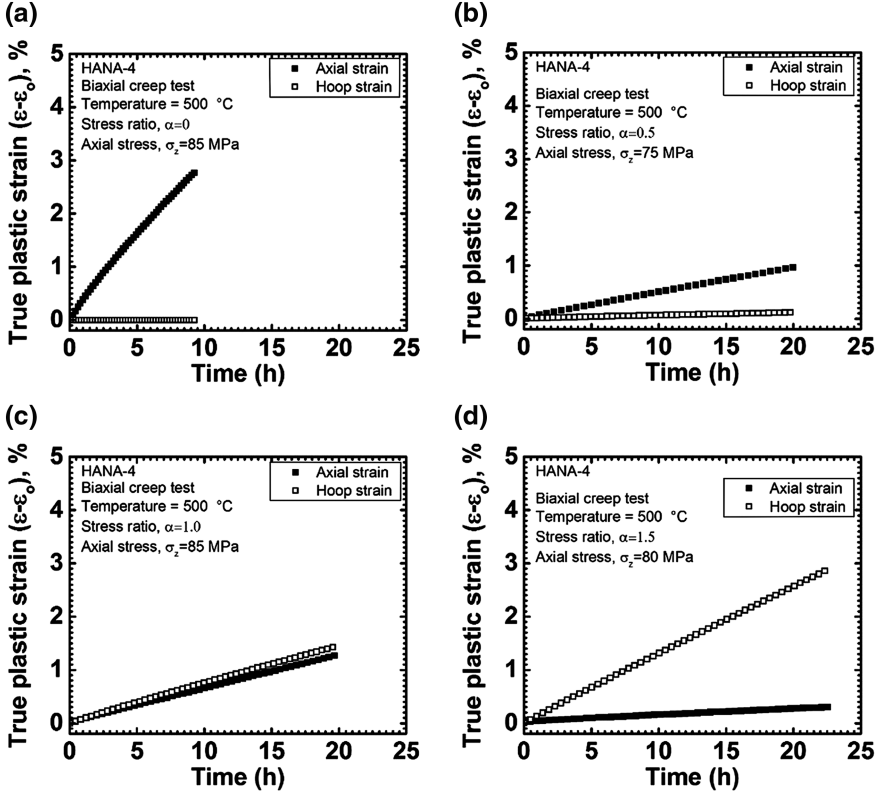 (a)
True plastic strain (ε-ε₀), %
5
4
3
2
1
0
HANA-4
Biaxial creep test
Temperature = 500 °C
Stress ratio, α=0
Axial stress, σz=85 MPa
Axial strain
Hoop strain
0 5 10 15 20 25
Time (h)
(b)
True plastic strain (ε-ε₀), %
5
4
3
2
1
0
HANA-4
Biaxial creep test
Temperature = 500 °C
Stress ratio, α=0.5
Axial stress, σz=75 MPa
Axial strain
Hoop strain
0 5 10 15 20 25
Time (h)
(c)
True plastic strain (ε-ε₀), %
5
4
3
2
1
0
HANA-4
Biaxial creep test
Temperature = 500 °C
Stress ratio, α=1.0
Axial stress, σz=85 MPa
Axial strain
Hoop strain
0 5 10 15 20 25
Time (h)
(d)
True plastic strain (ε-ε₀), %
5
4
3
2
1
0
HANA-4
Biaxial creep test
Temperature = 500 °C
Stress ratio, α=1.5
Axial stress, σz=80 MPa
Axial strain
Hoop strain
0 5 10 15 20 25
Time (h)